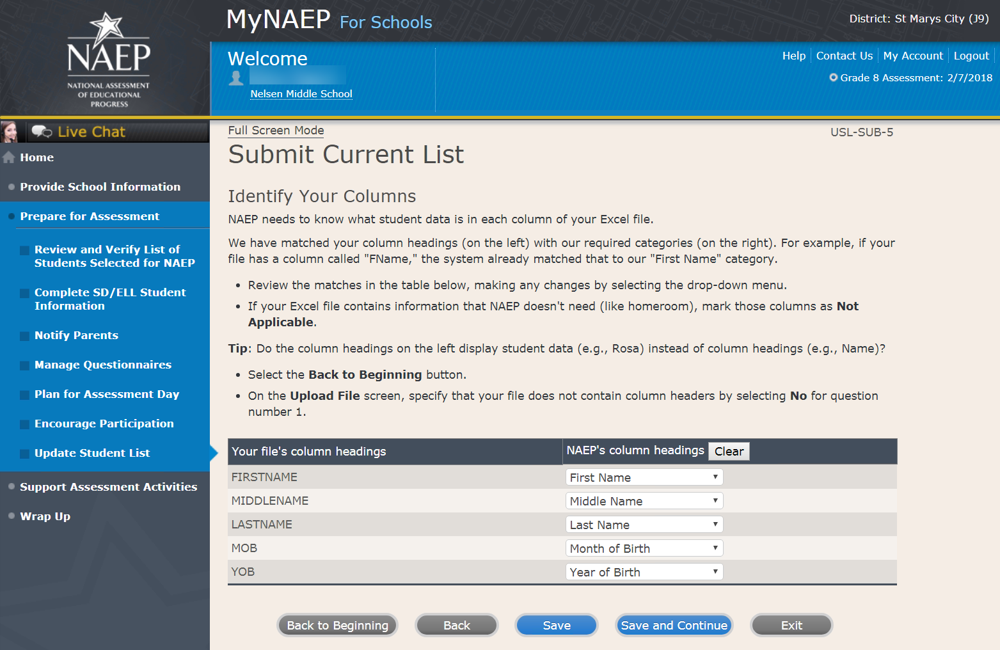 NAEP
NATIONAL ASSESSMENT
OF EDUCATIONAL
PROGRESS
MyNAEP For Schools
District: St Marys City (J9)
Welcome
Nelsen Middle School
Help
Contact Us
My Account
Logout
Grade 8 Assessment: 2/7/2018
Live Chat
Home
Provide School Information
Prepare for Assessment
Review and Verify List of
Students Selected for NAEP
Complete SD/ELL Student
Information
Notify Parents
Manage Questionnaires
Plan for Assessment Day
Encourage Participation
Update Student List
Support Assessment Activities
Wrap Up
Full Screen Mode
USL-SUB-5
Submit Current List
Identify Your Columns
NAEP needs to know what student data is in each column of your Excel file.
We have matched your column headings (on the left) with our required categories (on the right). For example, if your
file has a column called "FName," the system already matched that to our "First Name" category.
• Review the matches in the table below, making any changes by selecting the drop-down menu.
• If your Excel file contains information that NAEP doesn't need (like homeroom), mark those columns as Not
Applicable.
Tip: Do the column headings on the left display student data (e.g., Rosa) instead of column headings (e.g., Name)?
• Select the Back to Beginning button.
• On the Upload File screen, specify that your file does not contain column headers by selecting No for question
number 1.
Your file's column headings
NAEP's column headings Clear
FIRSTNAME First Name
MIDDLENAME Middle Name
LASTNAME Last Name
MOB Month of Birth
YOB Year of Birth
Back to Beginning
Back
Save
Save and Continue
Exit